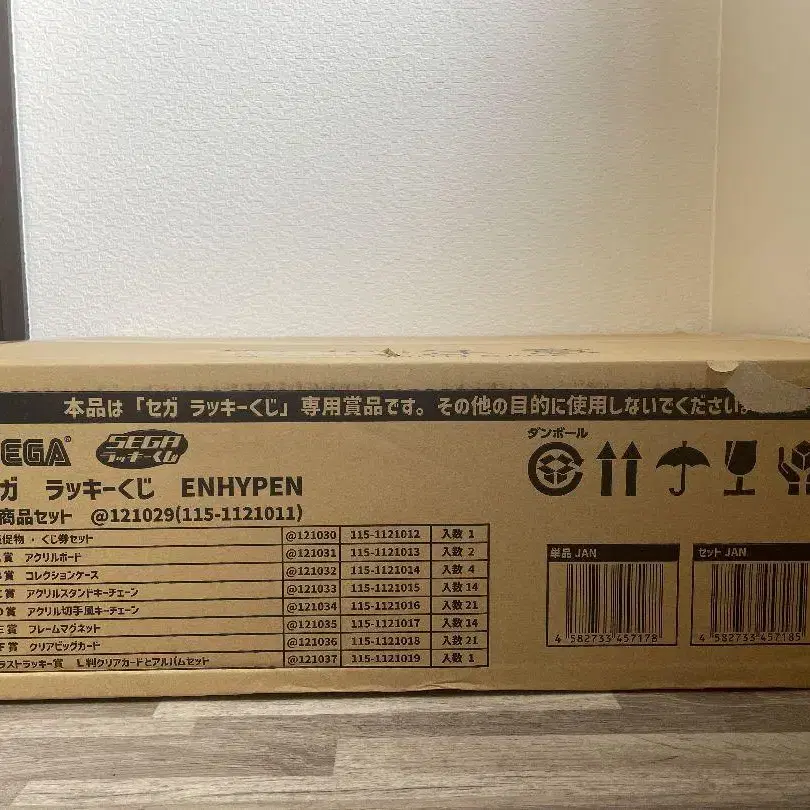 本品は「セガ ラッキーくじ」専用賞品です。その他の目的に使用しないでください
EGA® SEGA ラッキーくじ
ガ ラッキーくじ ENHYPEN
商品セット @121029(115-1121011)
促物・くじ券セット @121030 115-1121012 入数 1
賞 アクリルボード @121031 115-1121013 入数 2
賞 コレクションケース @121032 115-1121014 入数 4
賞 アクリルスタンドキーチェーン @121033 115-1121015 入数 14
賞 アクリル切手風キーチェーン @121034 115-1121016 入数 21
E賞 フレームマグネット @121035 115-1121017 入数 14
F賞 クリアビッグカード @121036 115-1121018 入数 21
ラストラッキー賞 L判クリアカードとアルバムセット @121037 115-1121019 入数 1
ダンボール
単品 JAN
4 582733 457178
セット JAN
4 582733 457185